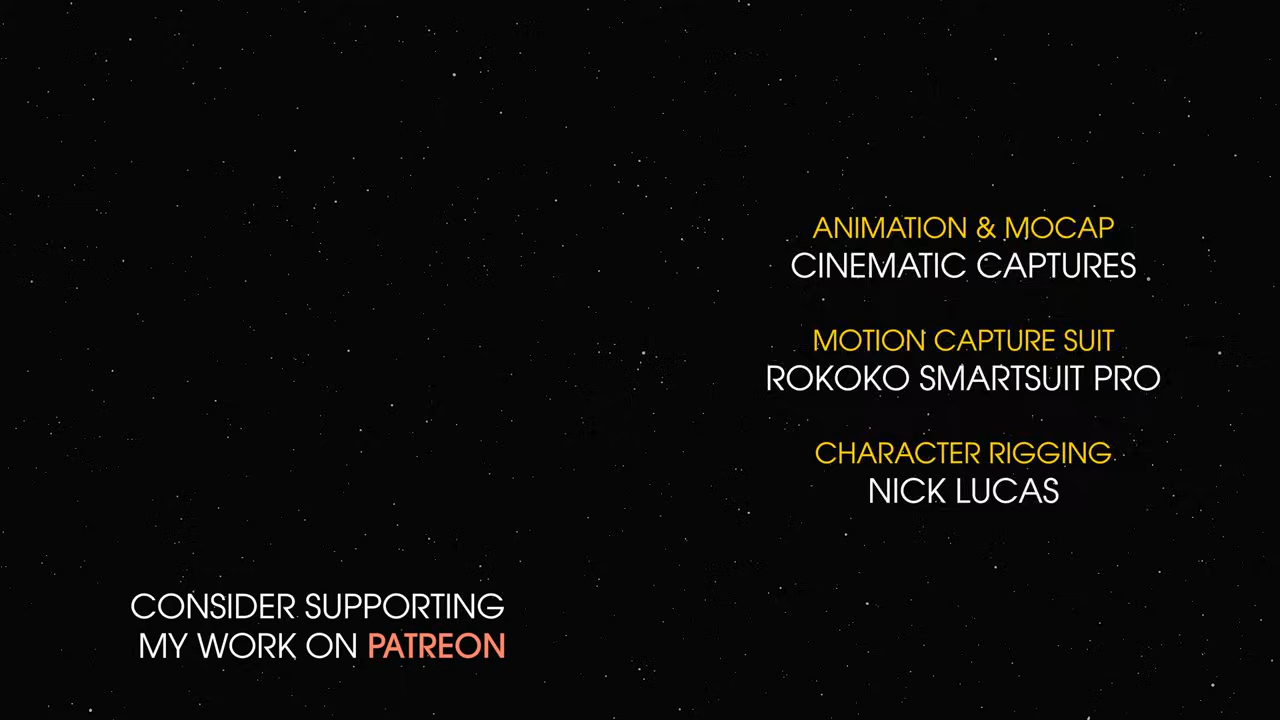 ANIMATION & MOCAP
CINEMATIC CAPTURES
MOTION CAPTURE SUIT
ROKOKO SMARTSUIT PRO
CHARACTER RIGGING
NICK LUCAS
CONSIDER SUPPORTING
MY WORK ON PATREON